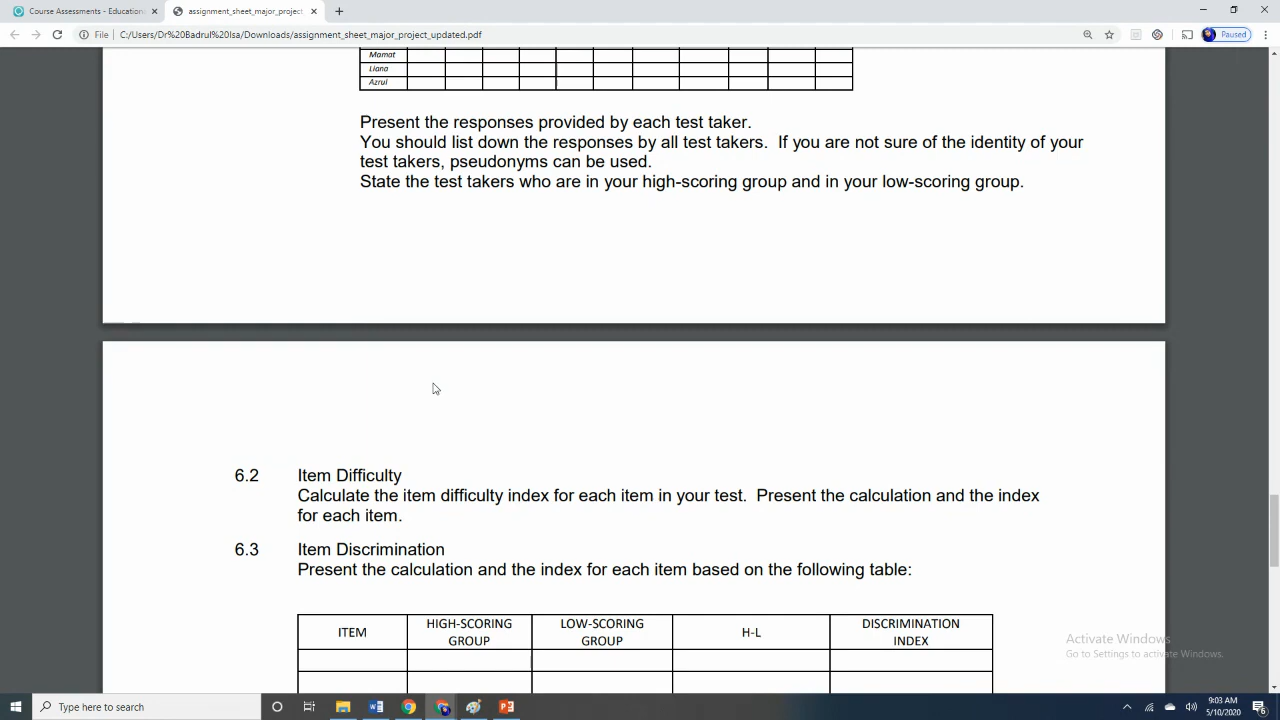 Course Assessments - Education
assignment_sheet_major_project_
File
C:/Users/Dr%20Badrul%20Isa/Downloads/assignment_sheet_major_project_updated.pdf
Paused
Mamat
Liana
Azrul
Present the responses provided by each test taker.
You should list down the responses by all test takers. If you are not sure of the identity of your
test takers, pseudonyms can be used.
State the test takers who are in your high-scoring group and in your low-scoring group.
6.2 Item Difficulty
Calculate the item difficulty index for each item in your test. Present the calculation and the index
for each item.
6.3 Item Discrimination
Present the calculation and the index for each item based on the following table:
ITEM
HIGH-SCORING
GROUP
LOW-SCORING
GROUP
H-L
DISCRIMINATION
INDEX
Activate Windows
Go to Settings to activate Windows.
Type here to search
9:03 AM
5/10/2020
6